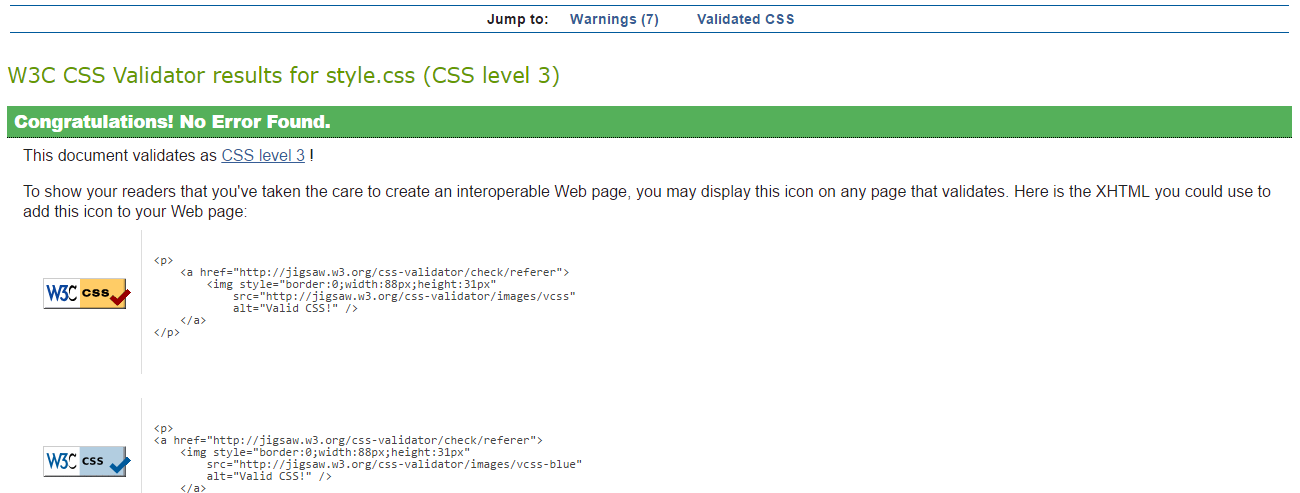 Jump to: Warnings (7) Validated CSS
W3C CSS Validator results for style.css (CSS level 3)
Congratulations! No Error Found.
This document validates as CSS level 3 !
To show your readers that you've taken the care to create an interoperable Web page, you may display this icon on any page that validates. Here is the XHTML you could use to
add this icon to your Web page:
W3C css
<p>
<a href="http://jigsaw.w3.org/css-validator/check/referer">
<img style="border:0;width:88px;height:31px"
src="http://jigsaw.w3.org/css-validator/images/vcss"
alt="Valid CSS!" />
</a>
</p>
W3C css
<p>
<a href="http://jigsaw.w3.org/css-validator/check/referer">
<img style="border:0;width:88px;height:31px"
src="http://jigsaw.w3.org/css-validator/images/vcss-blue"
alt="Valid CSS!" />
</a>